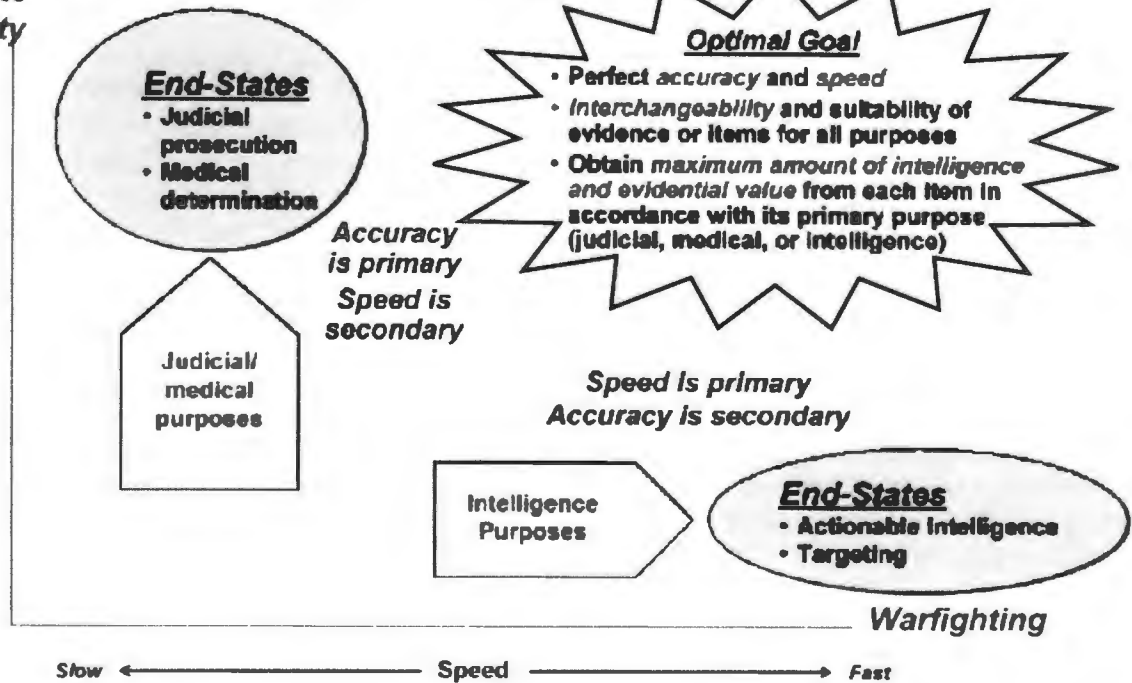 ty
End-States
• Judicial
prosecution
• Medical
determination
Optimal Goal
• Perfect accuracy and speed
• Interchangeability and suitability of
evidence or items for all purposes
• Obtain maximum amount of intelligence
and evidential value from each item in
accordance with its primary purpose
(judicial, medical, or intelligence)
Accuracy
is primary
Speed is
secondary
Judicial/
medical
purposes
Speed is primary
Accuracy is secondary
Intelligence
Purposes
End-States
• Actionable Intelligence
• Targeting
Warfighting
Slow
Speed
Fast